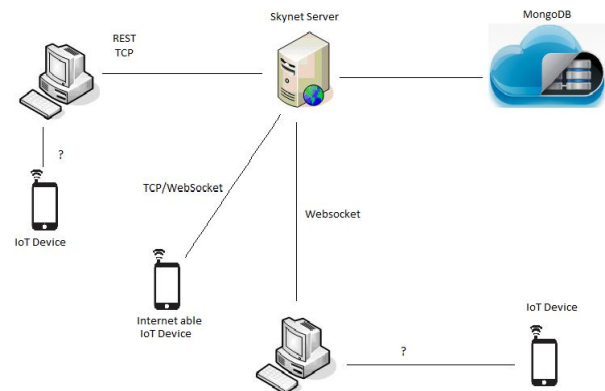 Skynet Server
MongoDB
REST
TCP
?
IoT Device
TCP/WebSocket
Websocket
Internet able
IoT Device
?
IoT Device